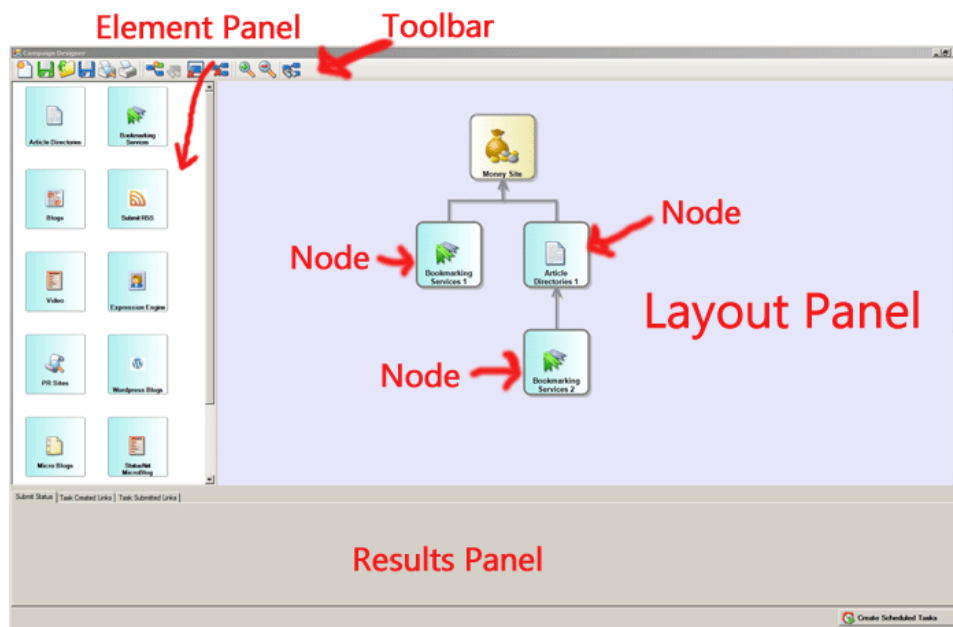 Element Panel
Toolbar
Campaign Designer
Article Directories
Bookmarking
Services
Blogs
Submit RSS
Video
Expression Engine
PR Sites
Wordpress Blogs
Micro Blogs
StatusNet
MicroBlog
Money Site
Node
Bookmarking
Services 1
Node
Article
Directories 1
Layout Panel
Node
Bookmarking
Services 2
Submit Status Task Created Links Task Submitted Links
Results Panel
Create Scheduled Tasks